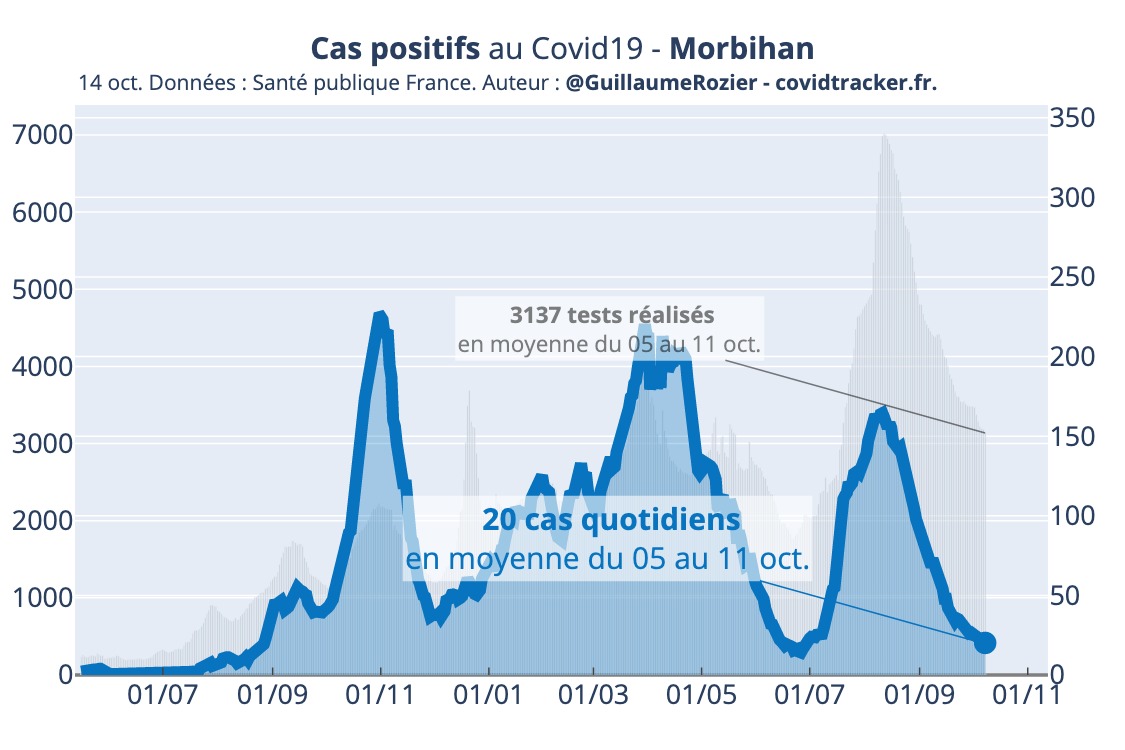 Cas positifs au Covid19 - Morbihan
14 oct. Données : Santé publique France. Auteur : @GuillaumeRozier - covidtracker.fr.
7000
6000
5000
4000
3000
2000
1000
0
350
300
250
200
150
100
50
0
3137 tests réalisés
en moyenne du 05 au 11 oct.
20 cas quotidiens
en moyenne du 05 au 11 oct.
01/07 01/09 01/11 01/01 01/03 01/05 01/07 01/09 01/11